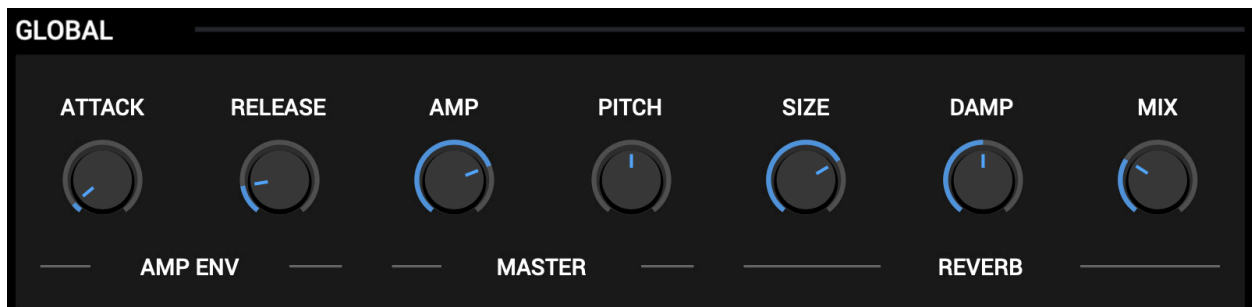 GLOBAL
ATTACK RELEASE AMP PITCH SIZE DAMP MIX
AMP ENV MASTER REVERB